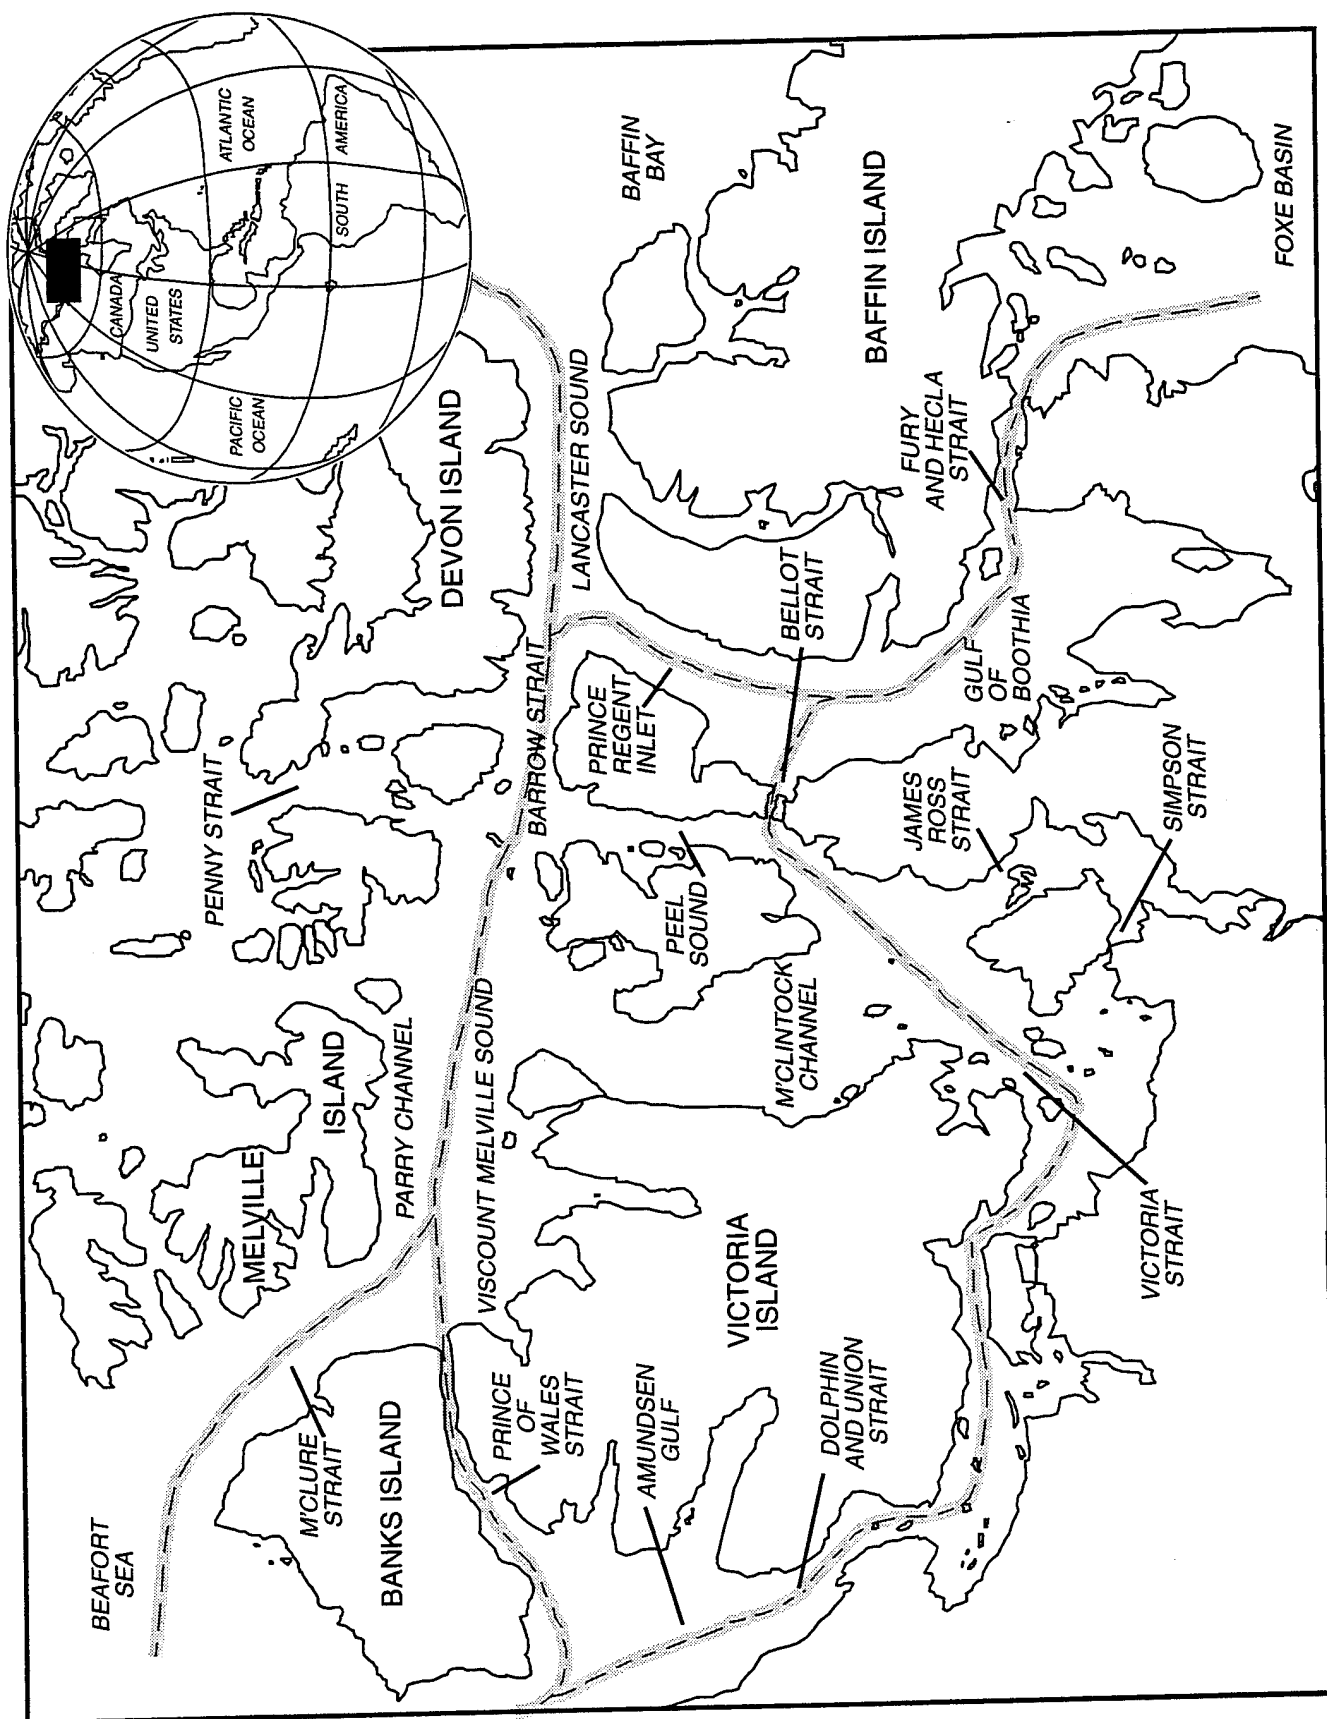 ATLANTIC
OCEAN
SOUTH AMERICA
CANADA
UNITED
STATES
PACIFIC
OCEAN
BEAFORT
SEA
M'CLURE
STRAIT
BANKS ISLAND
MELVILLE
ISLAND
PARRY CHANNEL
VISCOUNT MELVILLE SOUND
PRINCE
OF
WALES
STRAIT
AMUNDSEN
GULF
VICTORIA
ISLAND
DOLPHIN
AND UNION
STRAIT
VICTORIA
STRAIT
M'CLINTOCK
CHANNEL
PENNY STRAIT
PEEL
SOUND
BARROW STRAIT
PRINCE
REGENT
INLET
JAMES
ROSS
STRAIT
SIMPSON
STRAIT
BELLOT
STRAIT
GULF
OF
BOOTHIA
DEVON ISLAND
LANCASTER SOUND
FURY
AND HECLA
STRAIT
BAFFIN
BAY
BAFFIN ISLAND
FOXE BASIN